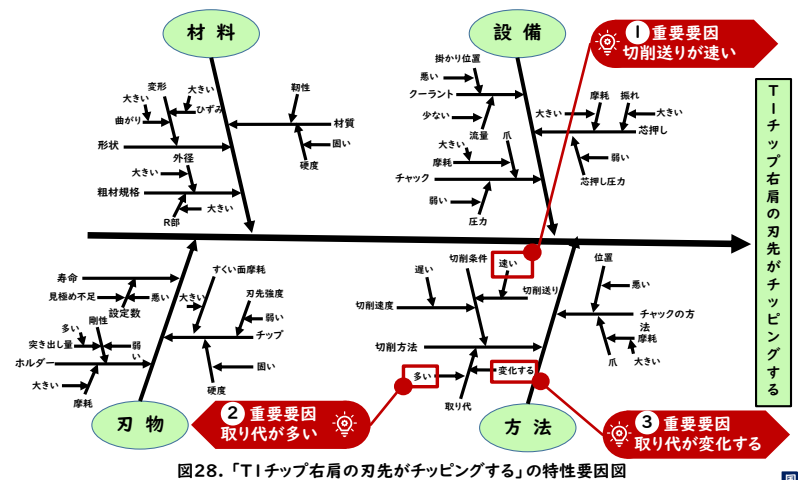 材料
設備
① 重要要因
切削送りが速い
変形
大きい
大きい
ひずみ
曲がり
形状
靭性
材質
固い
硬度
外径
大きい
粗材規格
R部
大きい
掛かり位置
悪い
クーラント
少ない
流量
大きい
摩耗
爪
チャック
弱い
圧力
摩耗
振れ
大きい
大きい
芯押し
弱い
芯押し圧力
T1チップ右肩の刃先がチッピングする
寿命
見極め不足
悪い
設定数
すくい面摩耗
大きい
刃先強度
弱い
チップ
固い
硬度
多い
剛性
突き出し量
弱い
ホルダー
大きい
摩耗
切削条件
速い
遅い
切削送り
切削速度
切削方法
多い
変化する
取り代
位置
悪い
チャックの方法
摩耗
爪
大きい
刃物
② 重要要因
取り代が多い
方法
③ 重要要因
取り代が変化する
図28.「T1チップ右肩の刃先がチッピングする」の特性要因図